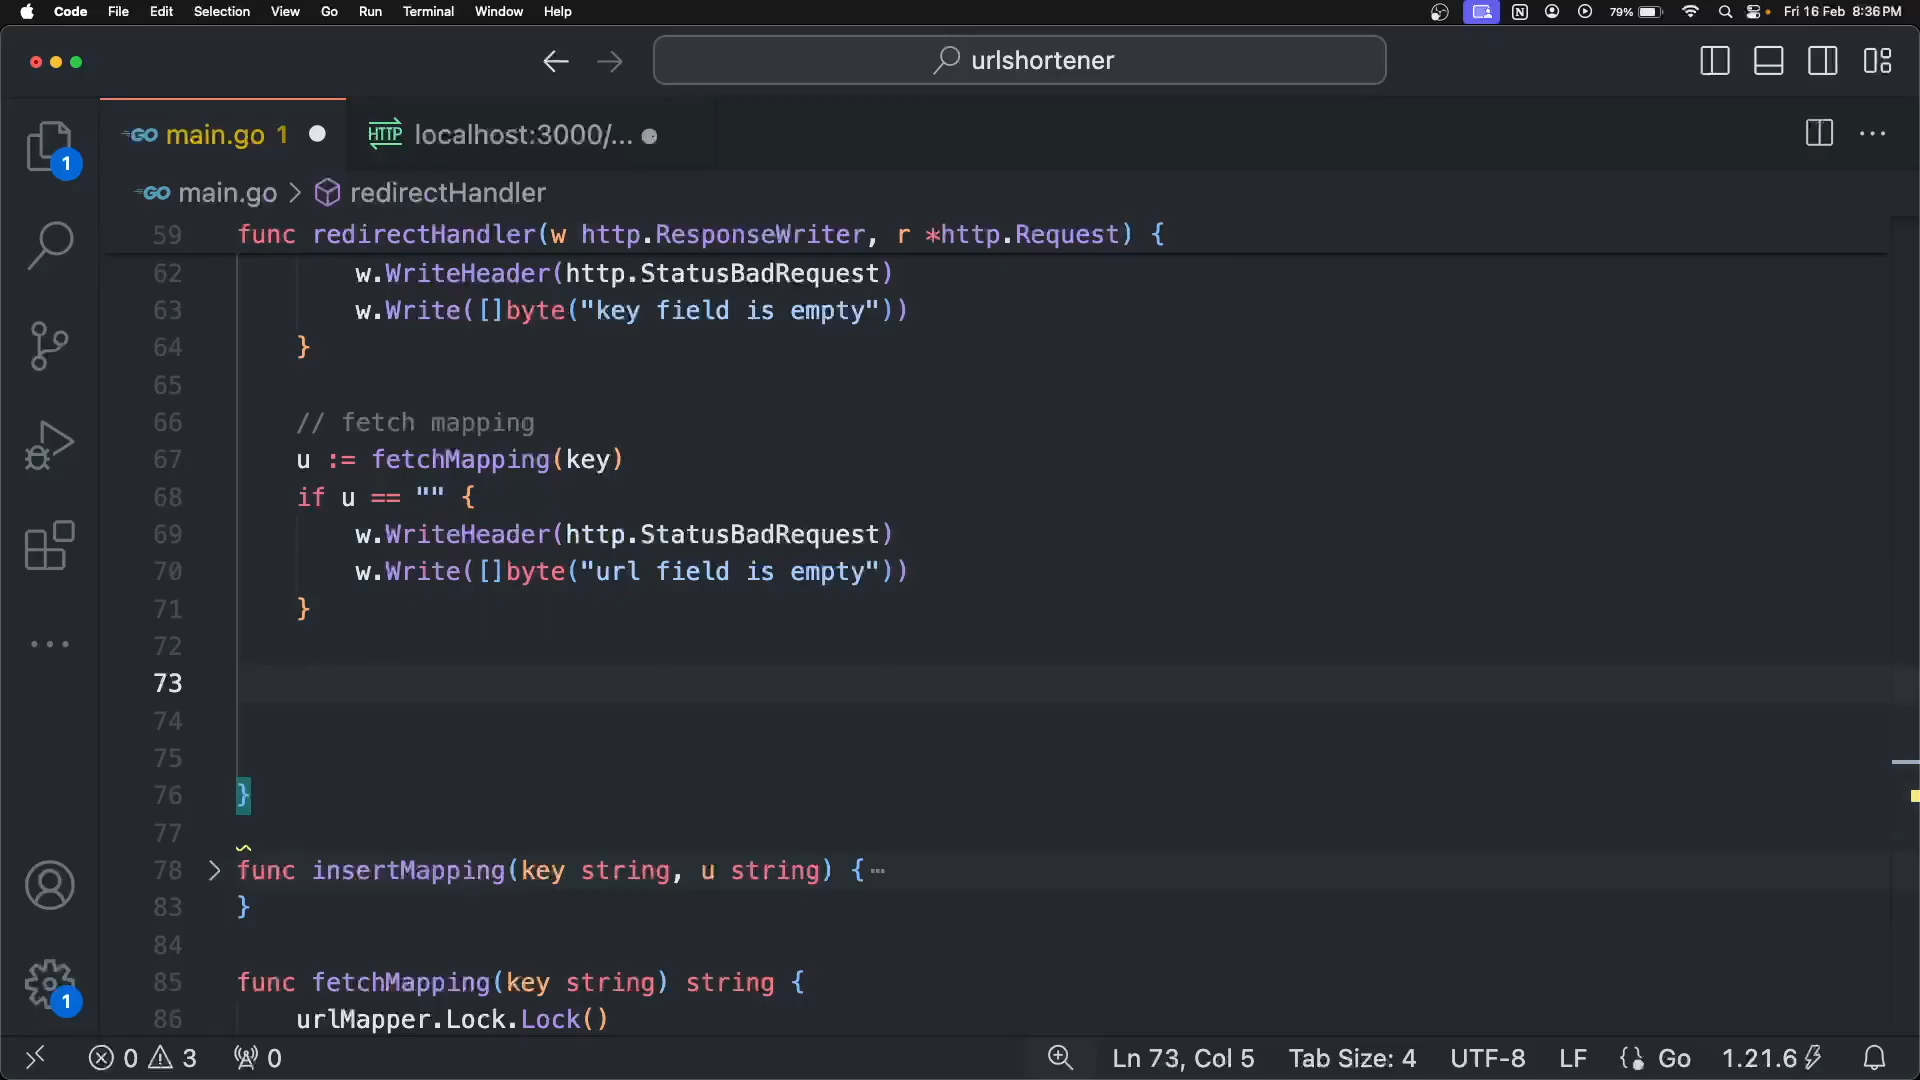 Code File Edit Selection View Go Run Terminal Window Help 79% Fri 16 Feb 8:36 PM
urlshortener
1
GO main.go 1 HTTP localhost:3000/...
GO main.go > redirectHandler
59 func redirectHandler(w http.ResponseWriter, r *http.Request) {
62 w.WriteHeader(http.StatusBadRequest)
63 w.Write([]byte("key field is empty"))
64 }
65
66 // fetch mapping
67 u := fetchMapping(key)
68 if u == "" {
69 w.WriteHeader(http.StatusBadRequest)
70 w.Write([]byte("url field is empty"))
71 }
72
73
74
75
76 }
77
78 func insertMapping(key string, u string) {…
83 }
84
85 func fetchMapping(key string) string {
1
86 urlMapper.Lock.Lock()
0 3 0 Ln 73, Col 5 Tab Size: 4 UTF-8 LF Go 1.21.6